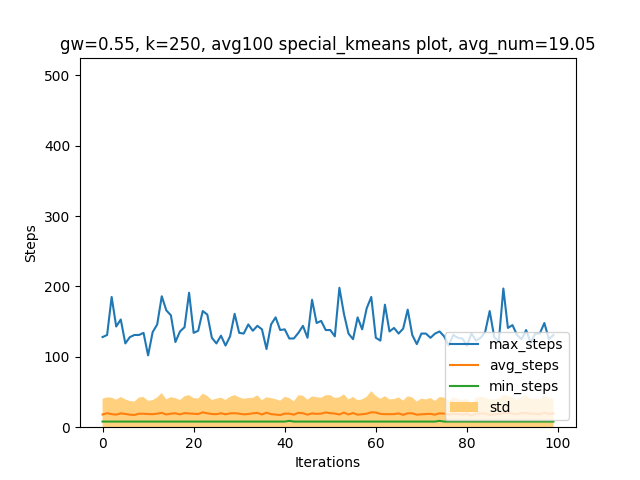 gw=0.55, k=250, avg100 special_kmeans plot, avg_num=19.05
Steps
500
400
300
200
100
0
0 20 40 60 80 100
Iterations
max_steps
avg_steps
min_steps
std